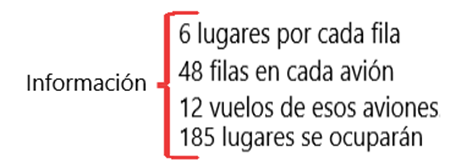 Información
6 lugares por cada fila
48 filas en cada avión
12 vuelos de esos aviones
185 lugares se ocuparán